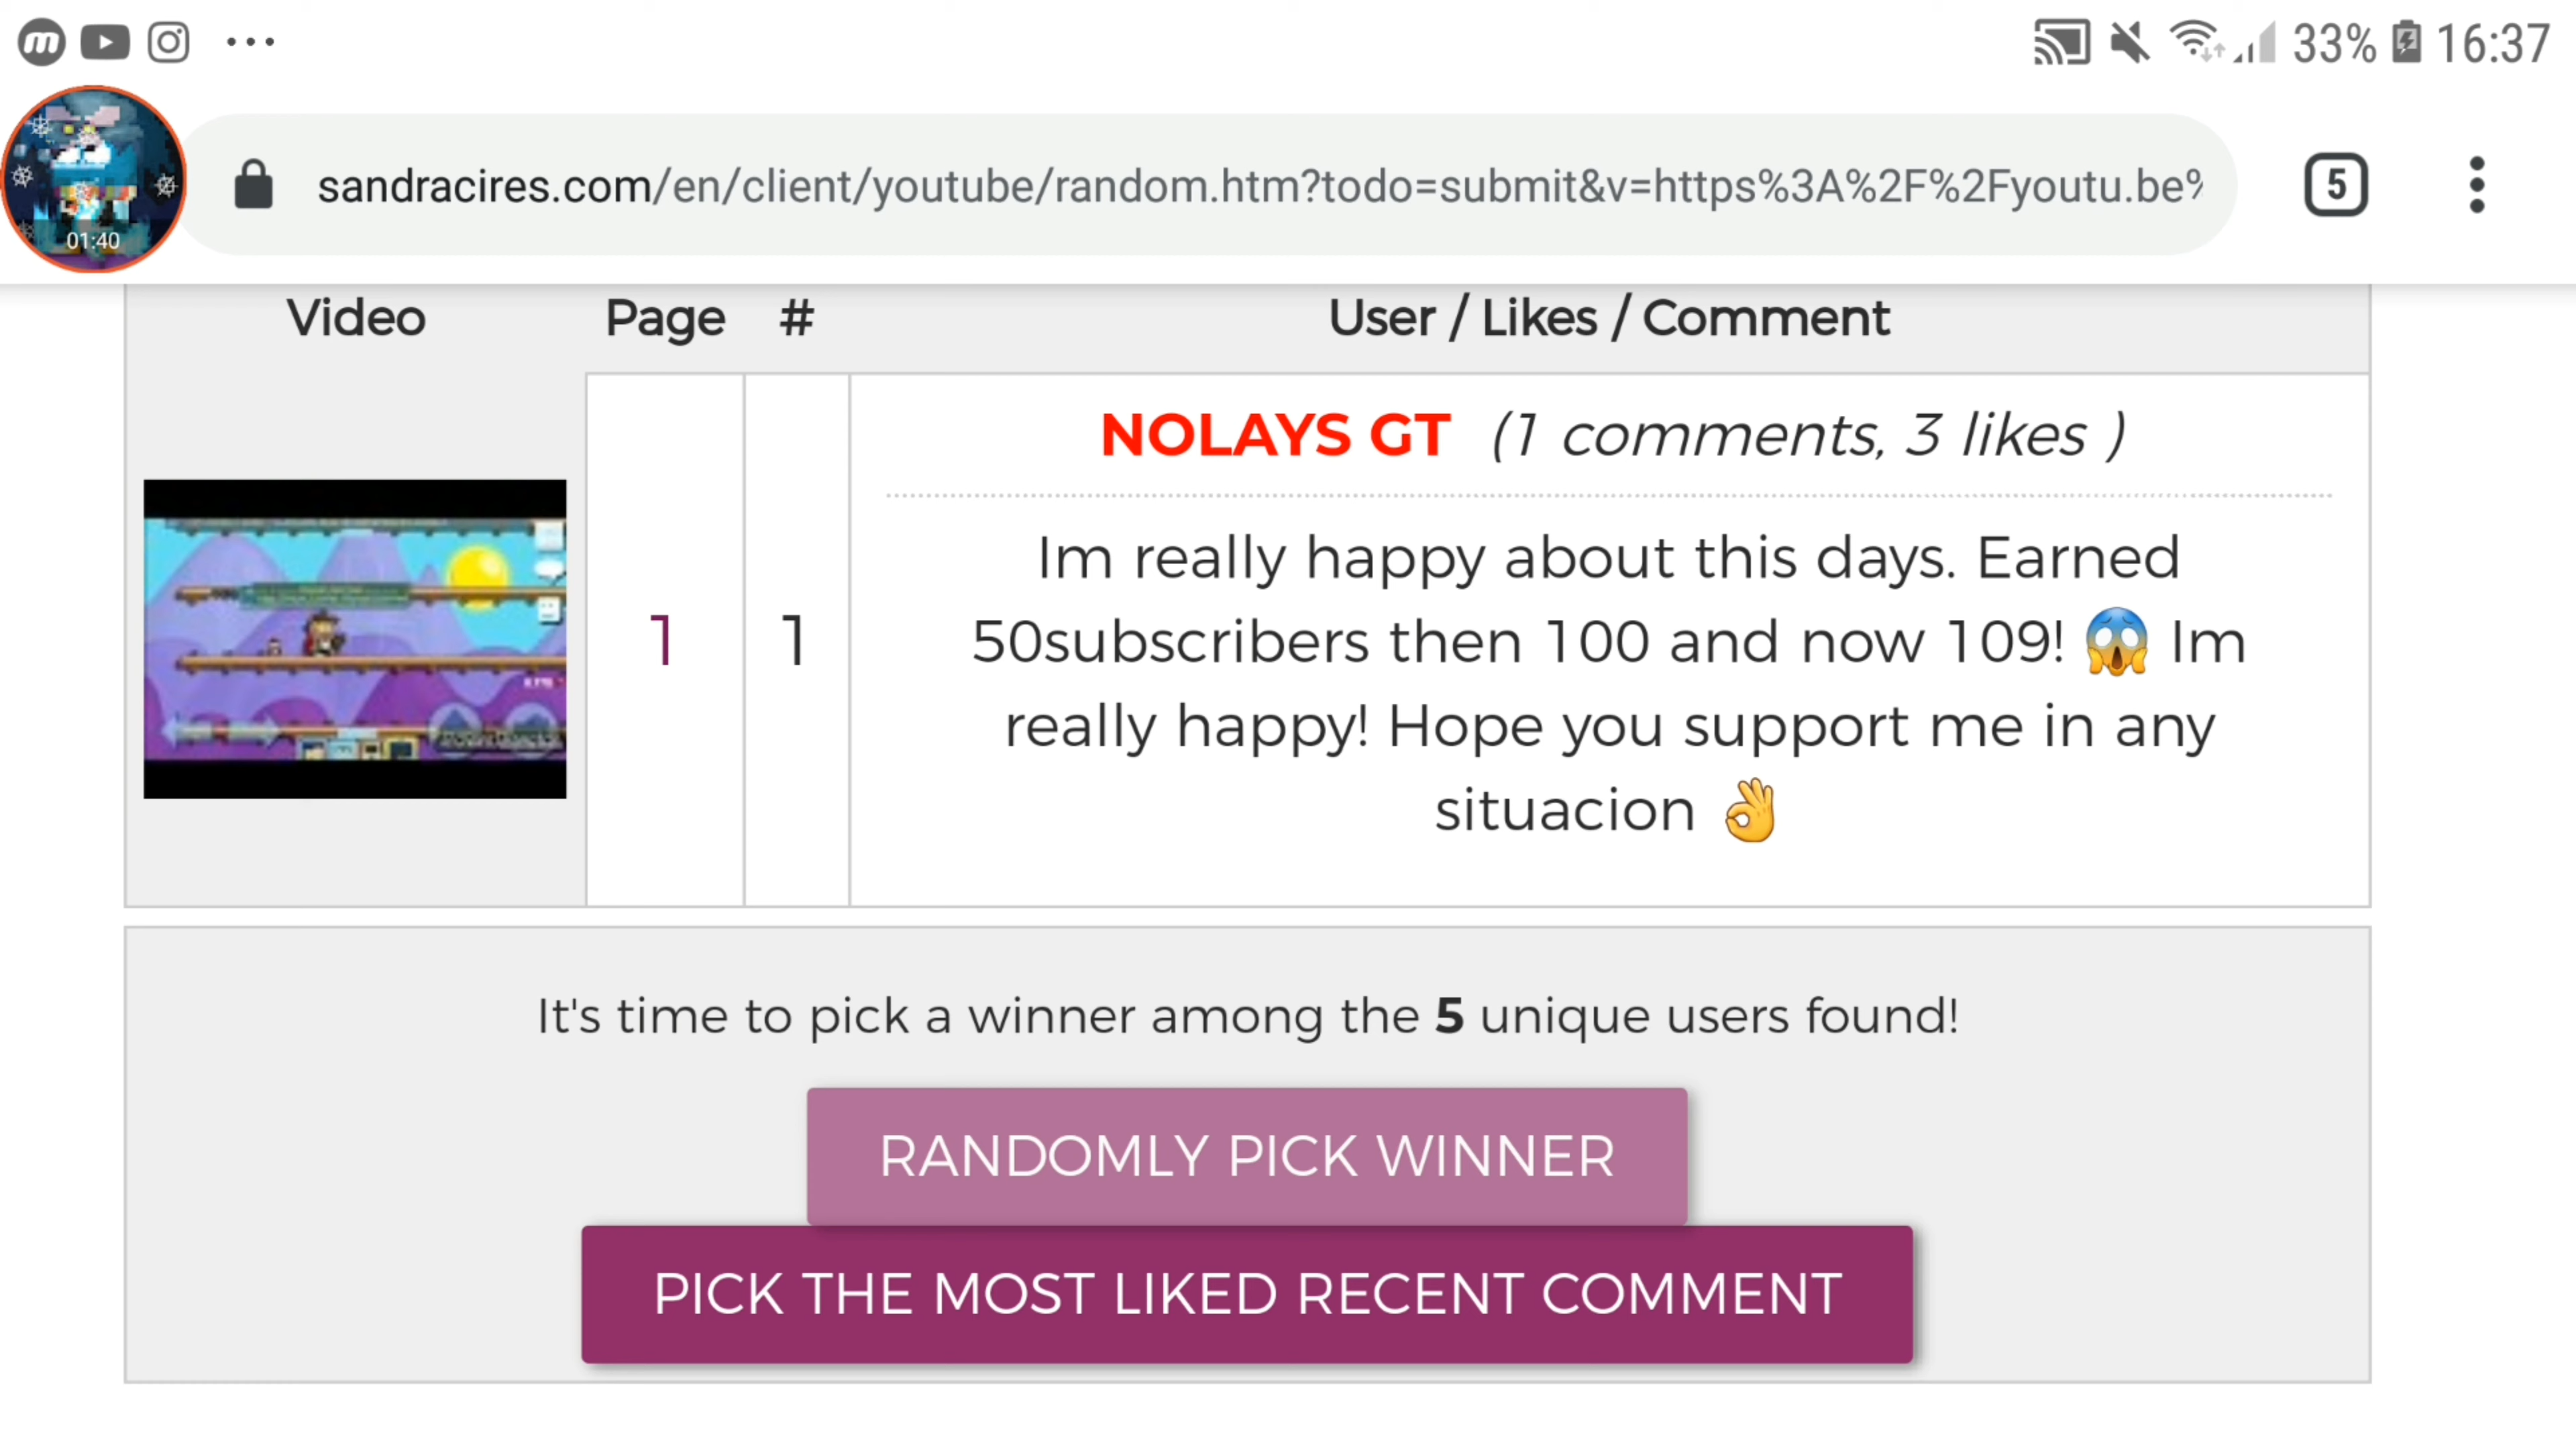 33% 16:37
01:40
sandracires.com/en/client/youtube/random.htm?todo=submit&v=https%3A%2F%2Fyoutu.be%
5
Video Page # User / Likes / Comment
NOLAYS GT (1 comments, 3 likes )
1 1
Im really happy about this days. Earned
50subscribers then 100 and now 109! 😱 Im
really happy! Hope you support me in any
situacion 👌
It's time to pick a winner among the 5 unique users found!
RANDOMLY PICK WINNER
PICK THE MOST LIKED RECENT COMMENT